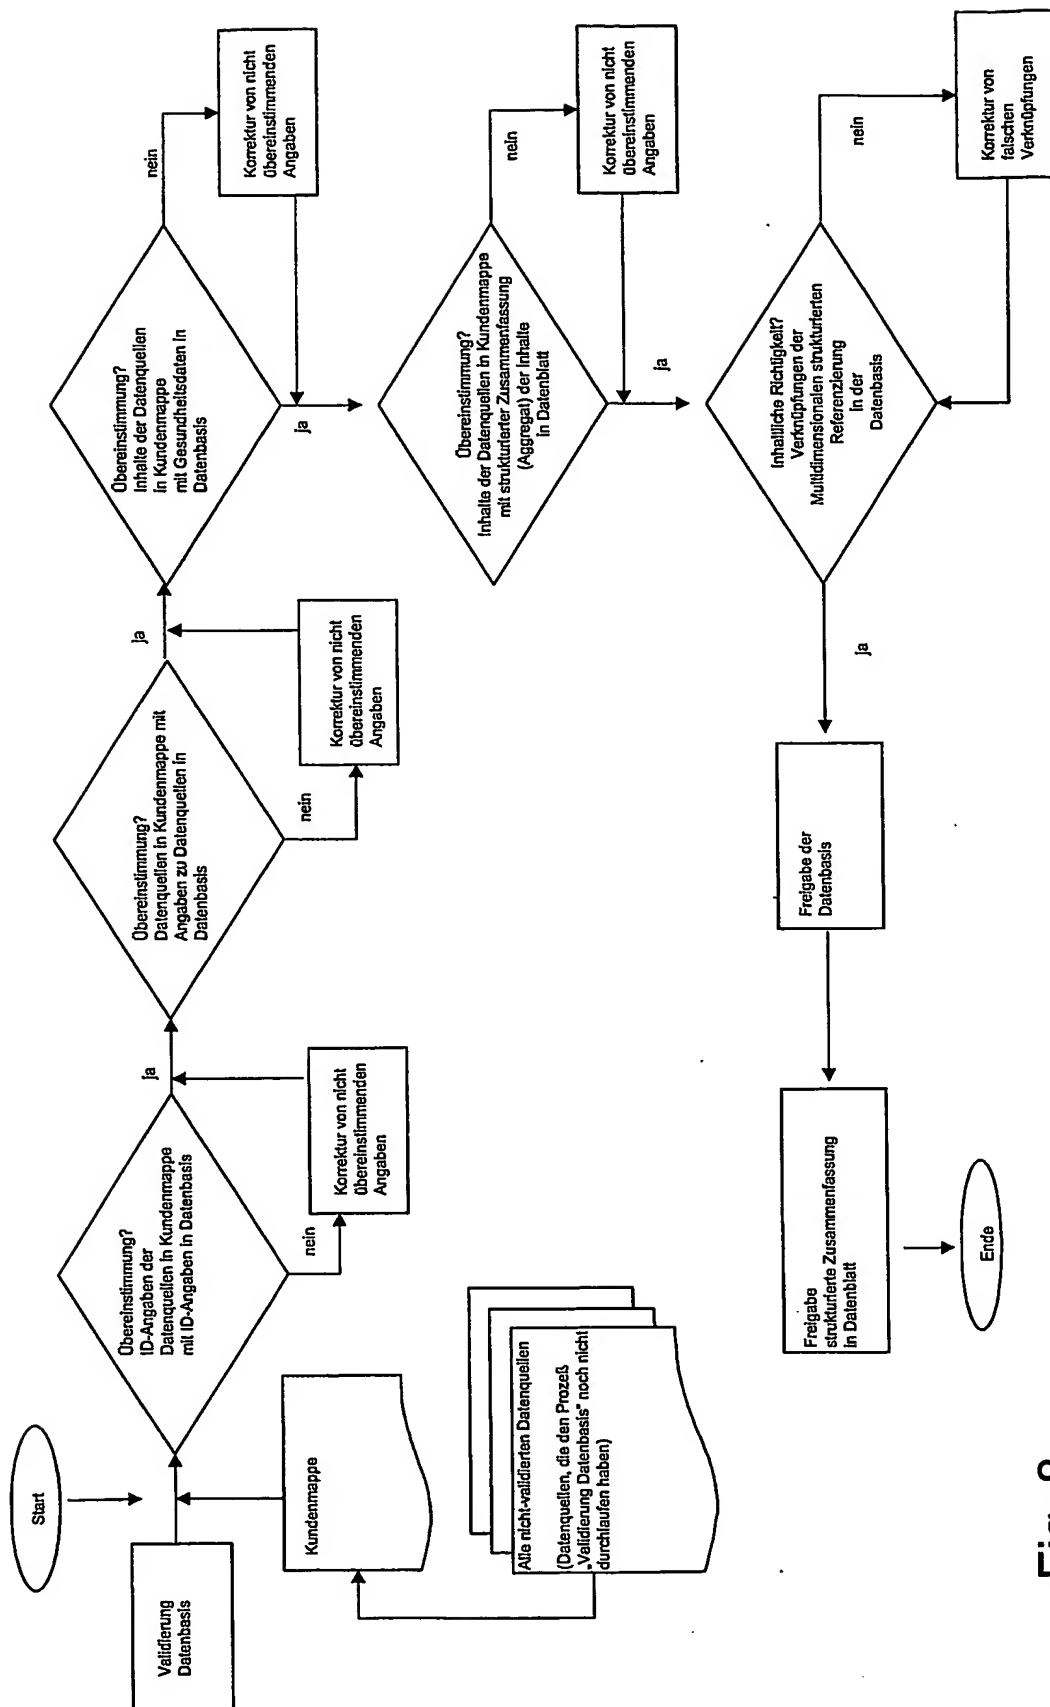 Start
Validierung
Datenbasis
Kundenmappe
Alle nicht-validierten Datenquellen
(Datenquellen, die den Prozeß
„Validierung Datenbasis" noch nicht
durchlaufen haben)
Übereinstimmung?
ID-Angaben der
Datenquellen in Kundenmappe
mit ID-Angaben in Datenbasis
ja
nein
Korrektur von nicht
übereinstimmenden
Angaben
Übereinstimmung?
Datenquellen in Kundenmappe mit
Angaben zu Datenquellen in
Datenbasis
ja
nein
Korrektur von nicht
übereinstimmenden
Angaben
Übereinstimmung?
Inhalte der Datenquellen
in Kundenmappe
mit Gesundheitsdaten in
Datenbasis
nein
Korrektur von nicht
übereinstimmenden
Angaben
ja
Übereinstimmung?
Inhalte der Datenquellen in Kundenmappe
mit strukturierter Zusammenfassung
(Aggregat) der Inhalte
in Datenblatt
nein
Korrektur von nicht
übereinstimmenden
Angaben
ja
Inhaltliche Richtigkeit?
Verknüpfungen der
Multidimensionalen strukturierten
Referenzierung
in der
Datenbasis
nein
Korrektur von
falschen
Verknüpfungen
ja
Freigabe der
Datenbasis
Freigabe
strukturierte Zusammenfassung
in Datenblatt
Ende